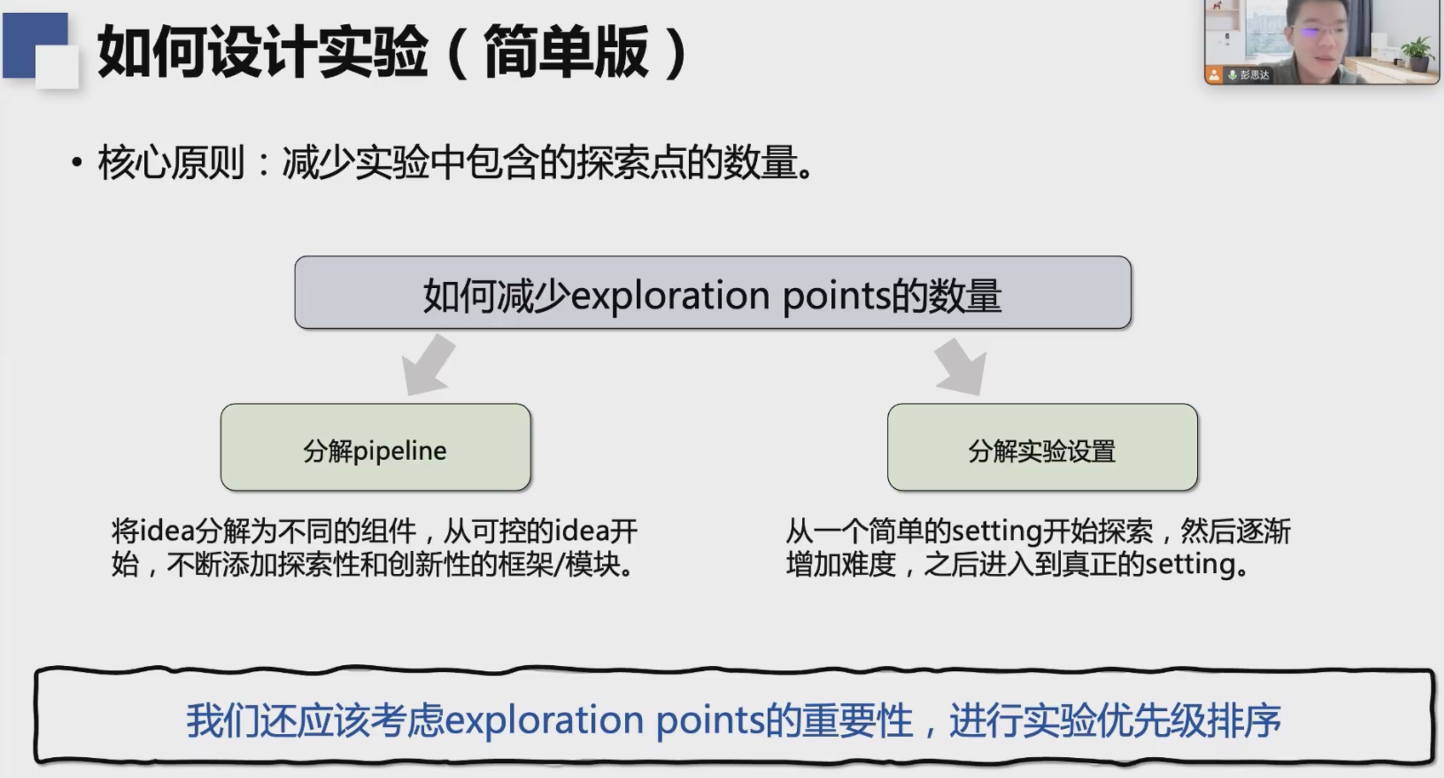 如何设计实验（简单版）
彭思达
• 核心原则：减少实验中包含的探索点的数量。
如何减少exploration points的数量
分解pipeline
分解实验设置
将idea分解为不同的组件，从可控的idea开
始，不断添加探索性和创新性的框架/模块。
从一个简单的setting开始探索，然后逐渐
增加难度，之后进入到真正的setting。
我们还应该考虑exploration points的重要性，进行实验优先级排序